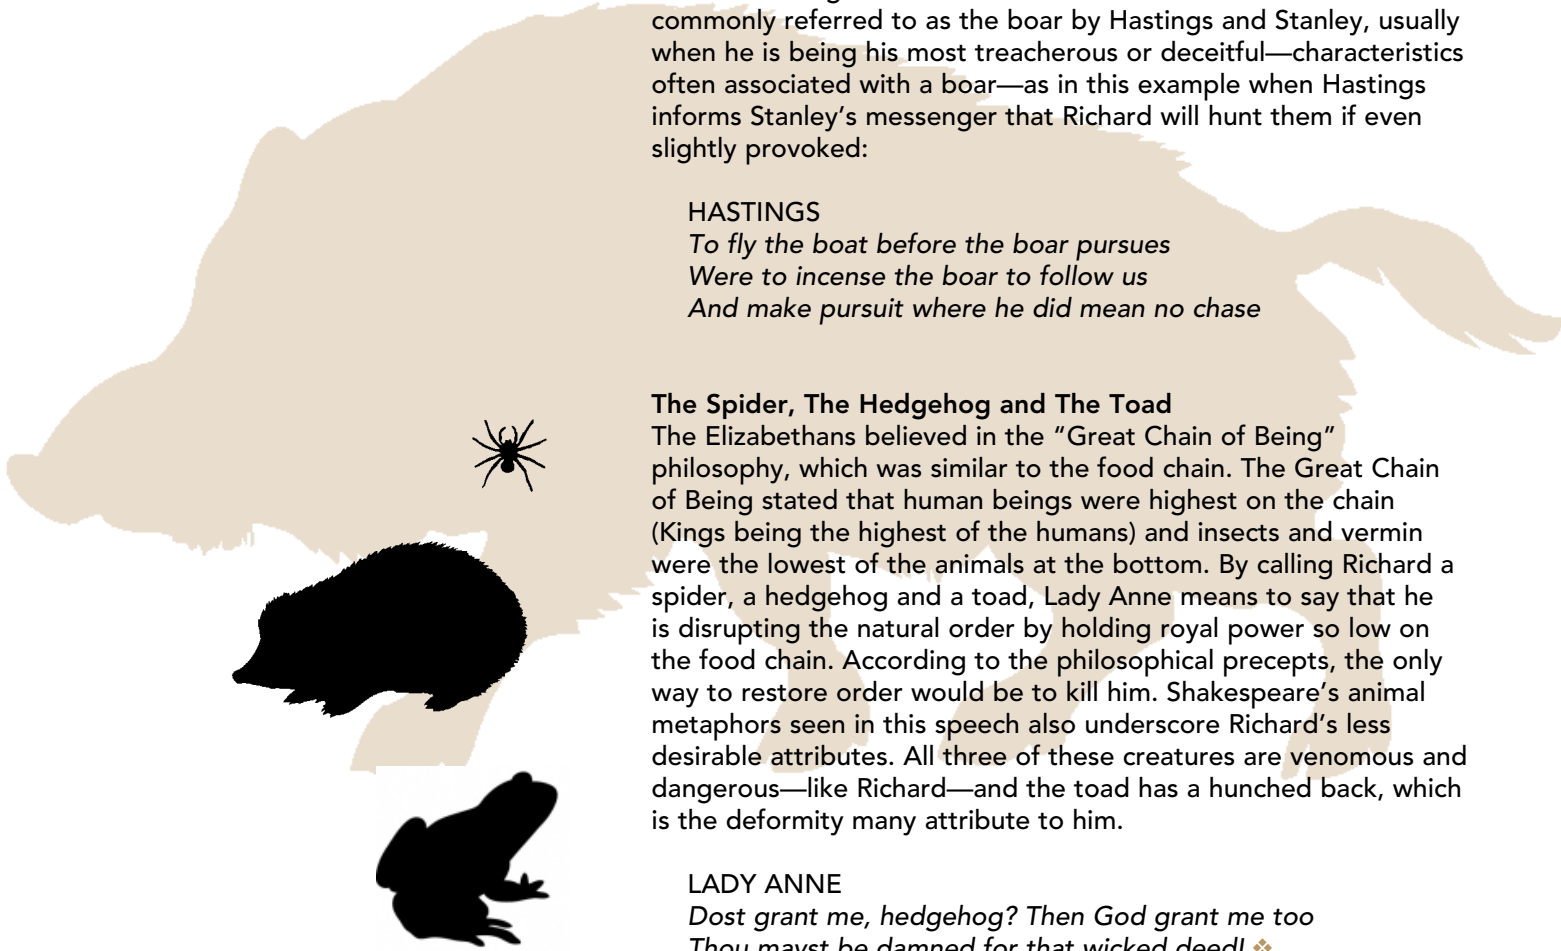 commonly referred to as the boar by Hastings and Stanley, usually
when he is being his most treacherous or deceitful—characteristics
often associated with a boar—as in this example when Hastings
informs Stanley’s messenger that Richard will hunt them if even
slightly provoked:
HASTINGS
To fly the boat before the boar pursues
Were to incense the boar to follow us
And make pursuit where he did mean no chase
The Spider, The Hedgehog and The Toad
The Elizabethans believed in the “Great Chain of Being”
philosophy, which was similar to the food chain. The Great Chain
of Being stated that human beings were highest on the chain
(Kings being the highest of the humans) and insects and vermin
were the lowest of the animals at the bottom. By calling Richard a
spider, a hedgehog and a toad, Lady Anne means to say that he
is disrupting the natural order by holding royal power so low on
the food chain. According to the philosophical precepts, the only
way to restore order would be to kill him. Shakespeare’s animal
metaphors seen in this speech also underscore Richard’s less
desirable attributes. All three of these creatures are venomous and
dangerous—like Richard—and the toad has a hunched back, which
is the deformity many attribute to him.
LADY ANNE
Dost grant me, hedgehog? Then God grant me too
Thou mayst be damned for that wicked deed! ❖